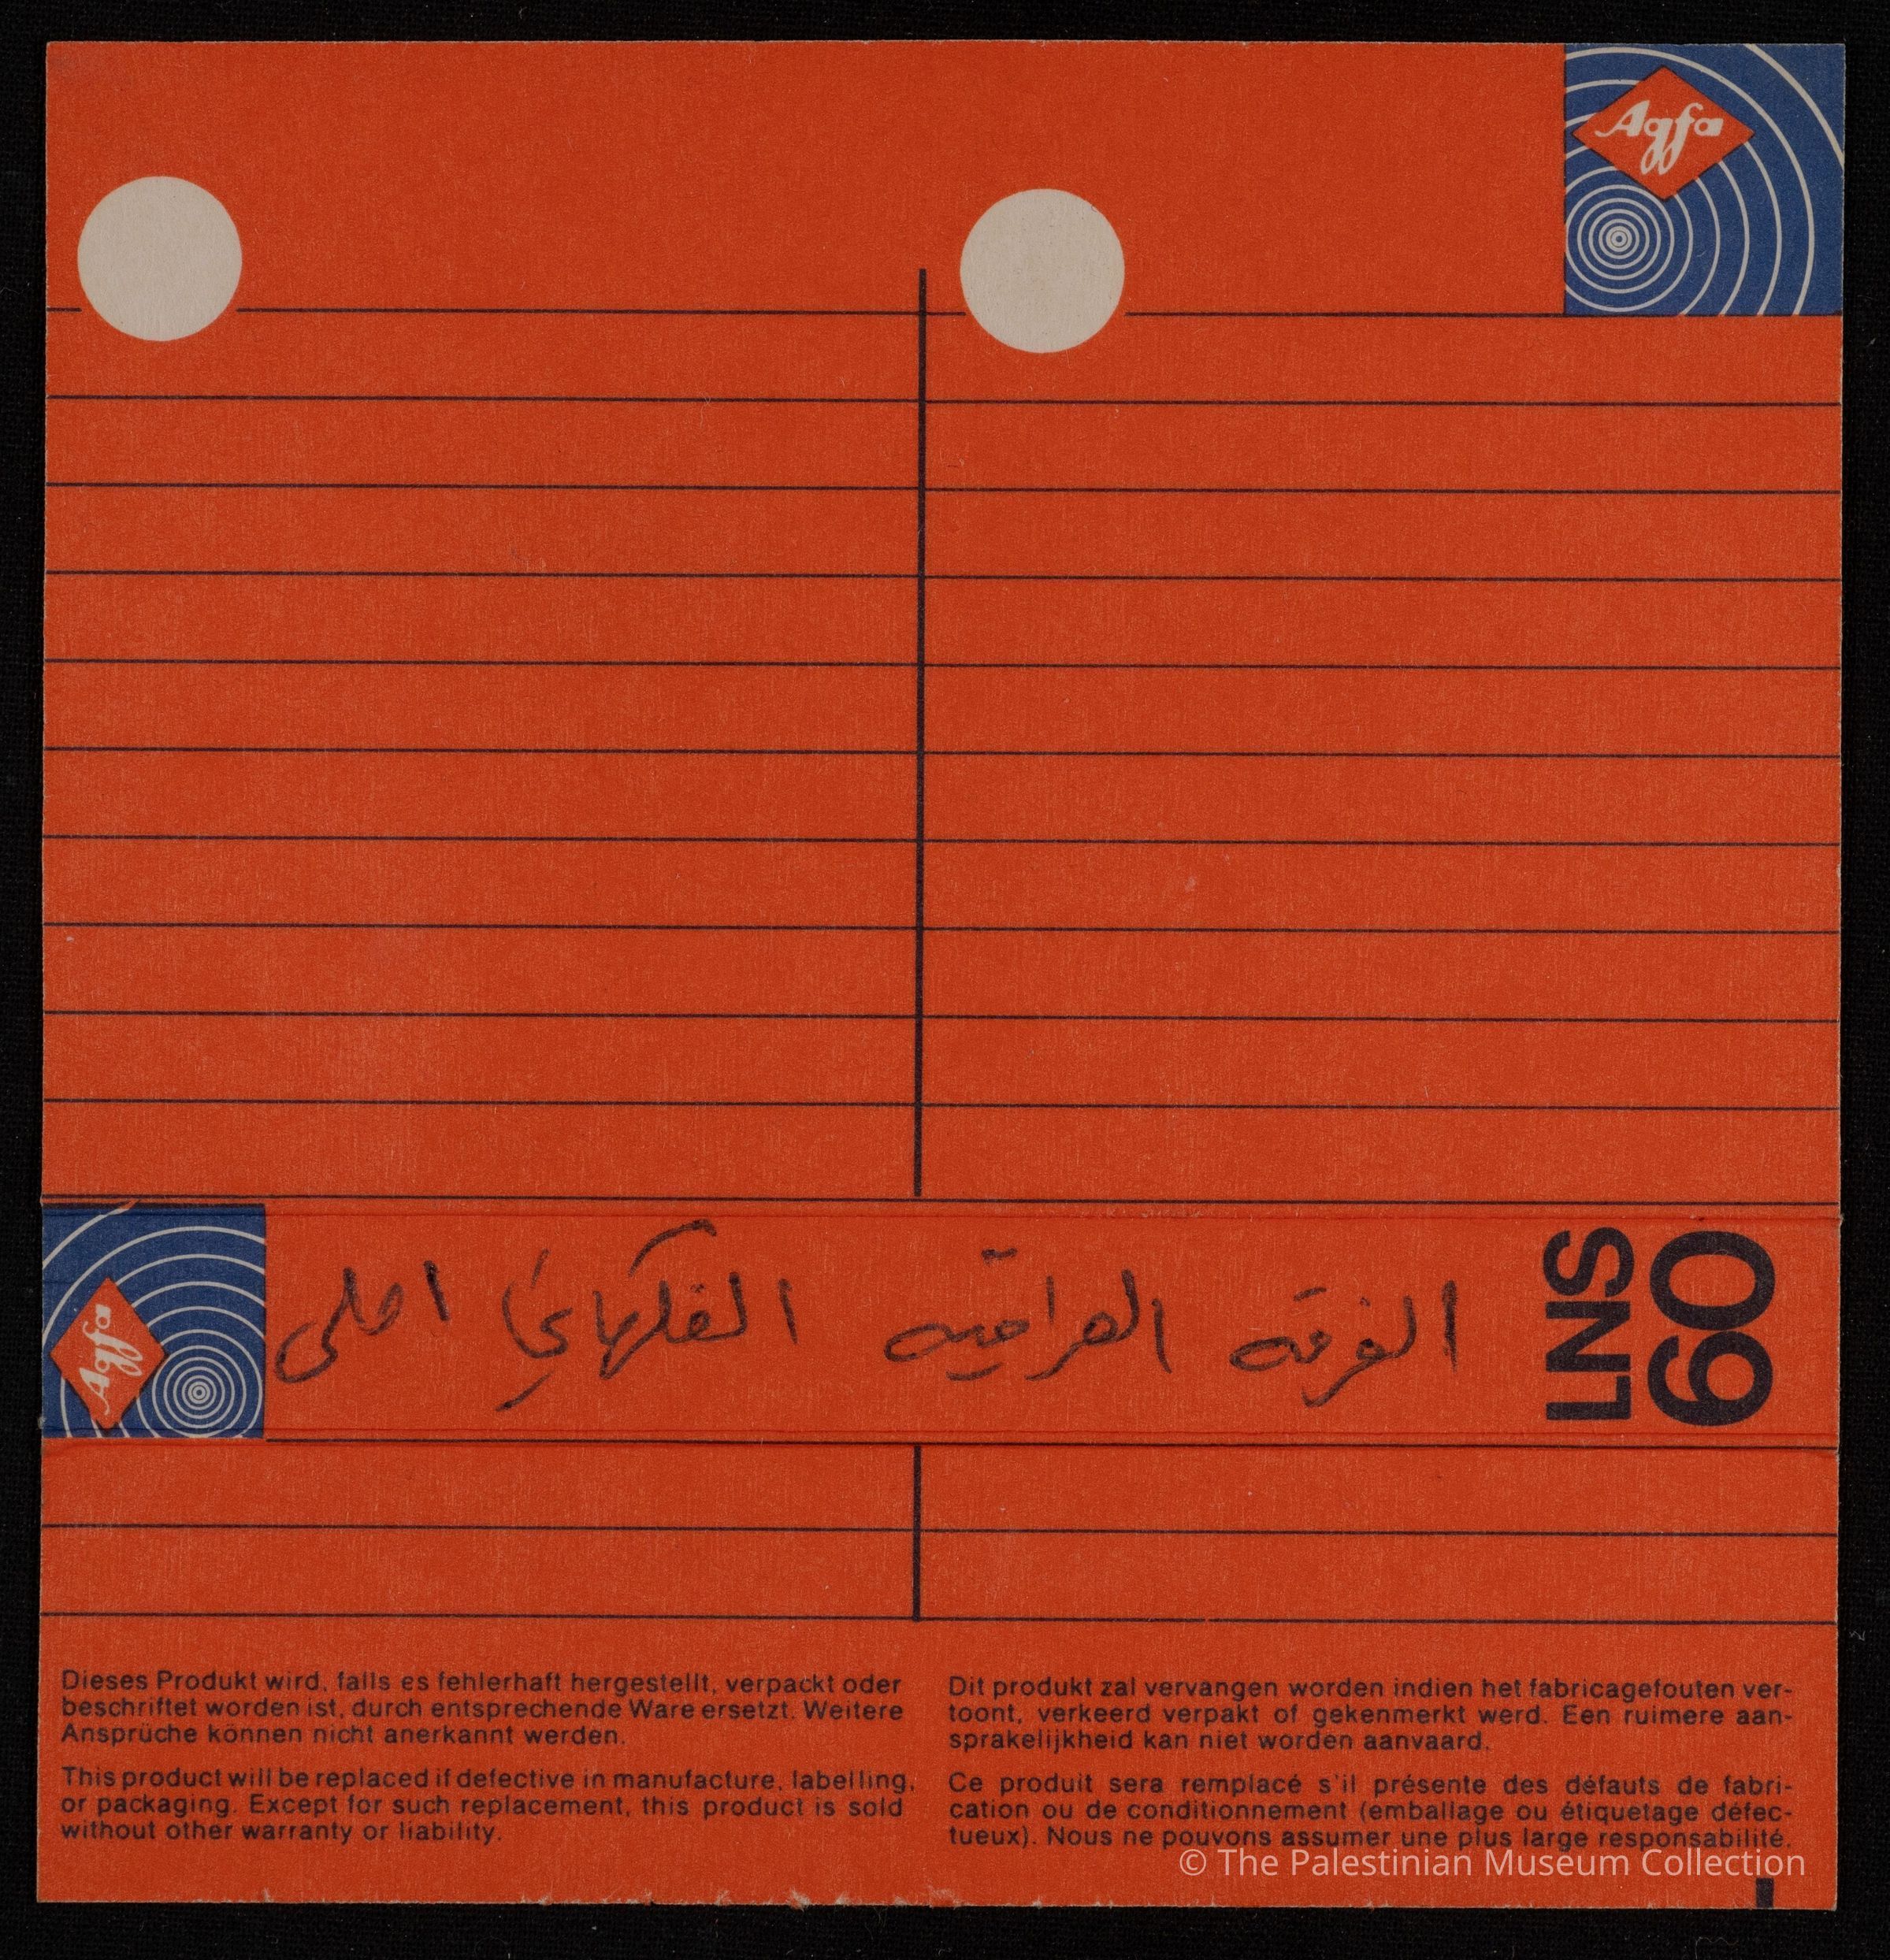 Agfa
الفرقة العراقية الفلكهائي اصلي
LNS
60
Agfa
Dieses Produkt wird, falls es fehlerhaft hergestellt, verpackt oder
beschriftet worden ist, durch entsprechende Ware ersetzt. Weitere
Ansprüche können nicht anerkannt werden.
This product will be replaced if defective in manufacture, labelling,
or packaging. Except for such replacement, this product is sold
without other warranty or liability.
Dit produkt zal vervangen worden indien het fabricagefouten ver-
toont, verkeerd verpakt of gekenmerkt werd. Een ruimere aan-
sprakelijkheid kan niet worden aanvaard.
Ce produit sera remplacé s'il présente des défauts de fabri-
cation ou de conditionnement (emballage ou étiquetage défec-
tueux). Nous ne pouvons assumer une plus large responsabilité.
© The Palestinian Museum Collection